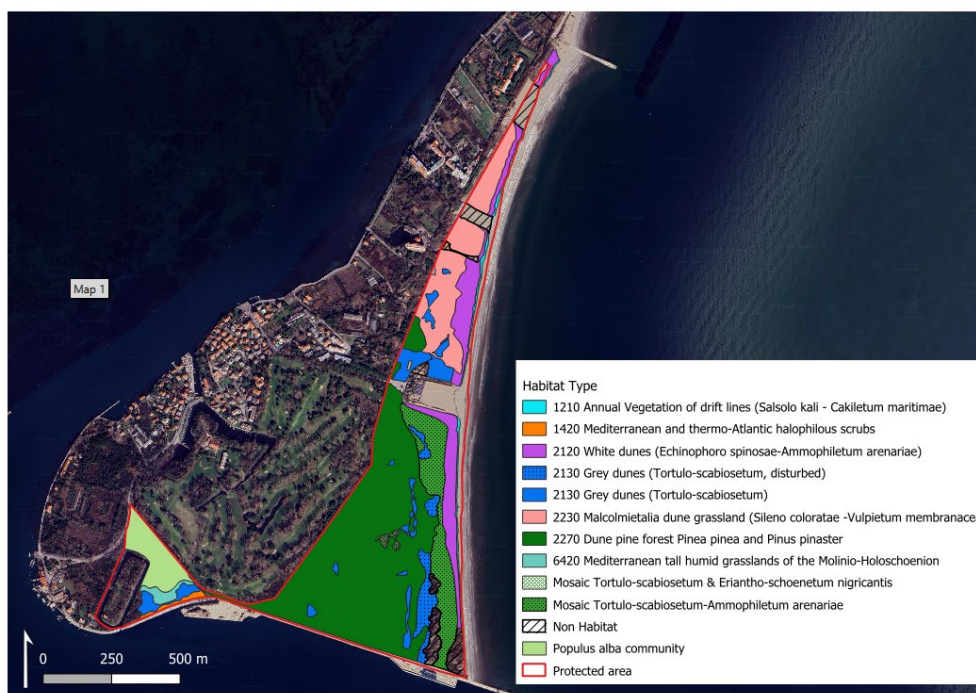 Map 1
Habitat Type
1210 Annual Vegetation of drift lines (Salsolo kali - Cakiletum maritimae)
1420 Mediterranean and thermo-Atlantic halophilous scrubs
2120 White dunes (Echinophoro spinosae-Ammophiletum arenariae)
2130 Grey dunes (Tortulo-scabiosetum, disturbed)
2130 Grey dunes (Tortulo-scabiosetum)
2230 Malcolmietalia dune grassland (Sileno coloratae -Vulpietum membranace
2270 Dune pine forest Pinea pinea and Pinus pinaster
6420 Mediterranean tall humid grasslands of the Molinio-Holoschoenion
Mosaic Tortulo-scabiosetum & Eriantho-schoenetum nigricantis
Mosaic Tortulo-scabiosetum-Ammophiletum arenariae
Non Habitat
Populus alba community
Protected area
0 250 500 m